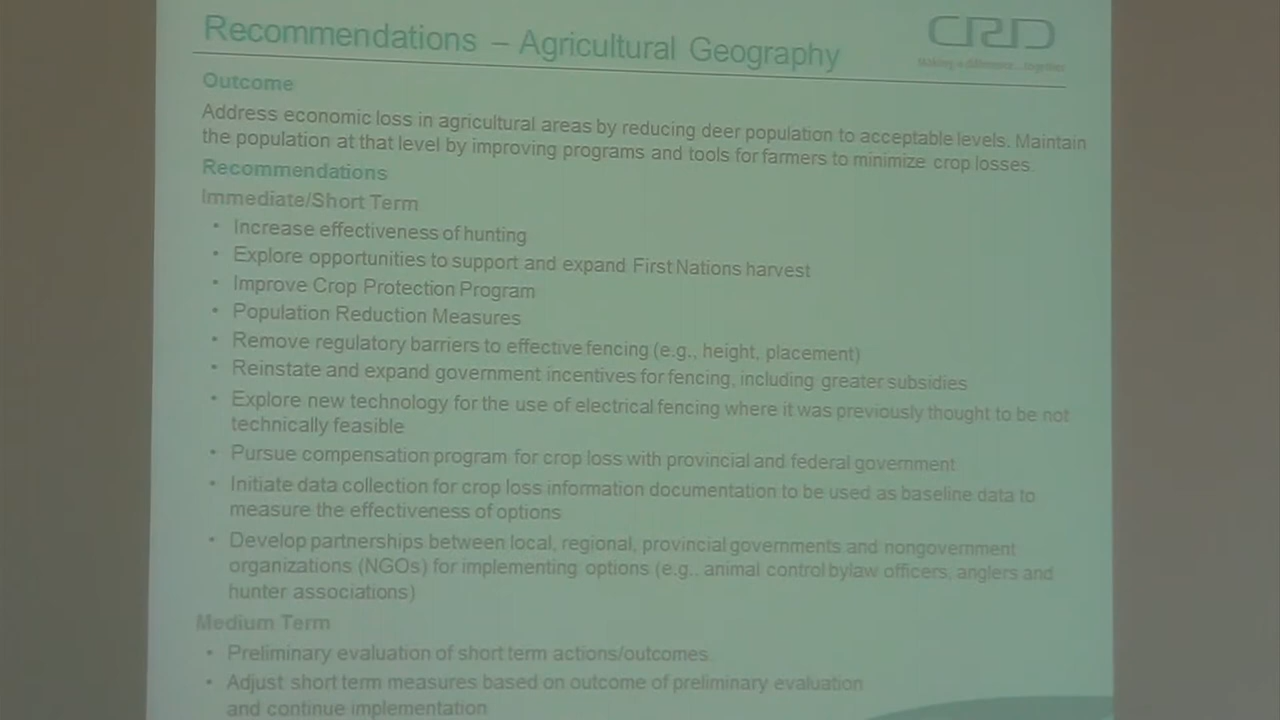 Recommendations – Agricultural Geography
CRD
Making a difference...together
Outcome
Address economic loss in agricultural areas by reducing deer population to acceptable levels. Maintain
the population at that level by improving programs and tools for farmers to minimize crop losses.
Recommendations
Immediate/Short Term
• Increase effectiveness of hunting
• Explore opportunities to support and expand First Nations harvest
• Improve Crop Protection Program
• Population Reduction Measures
• Remove regulatory barriers to effective fencing (e.g., height, placement)
• Reinstate and expand government incentives for fencing, including greater subsidies
• Explore new technology for the use of electrical fencing where it was previously thought to be not
technically feasible
• Pursue compensation program for crop loss with provincial and federal government
• Initiate data collection for crop loss information documentation to be used as baseline data to
measure the effectiveness of options
• Develop partnerships between local, regional, provincial governments and nongovernment
organizations (NGOs) for implementing options (e.g., animal control bylaw officers, anglers and
hunter associations)
Medium Term
• Preliminary evaluation of short term actions/outcomes
• Adjust short term measures based on outcome of preliminary evaluation
and continue implementation